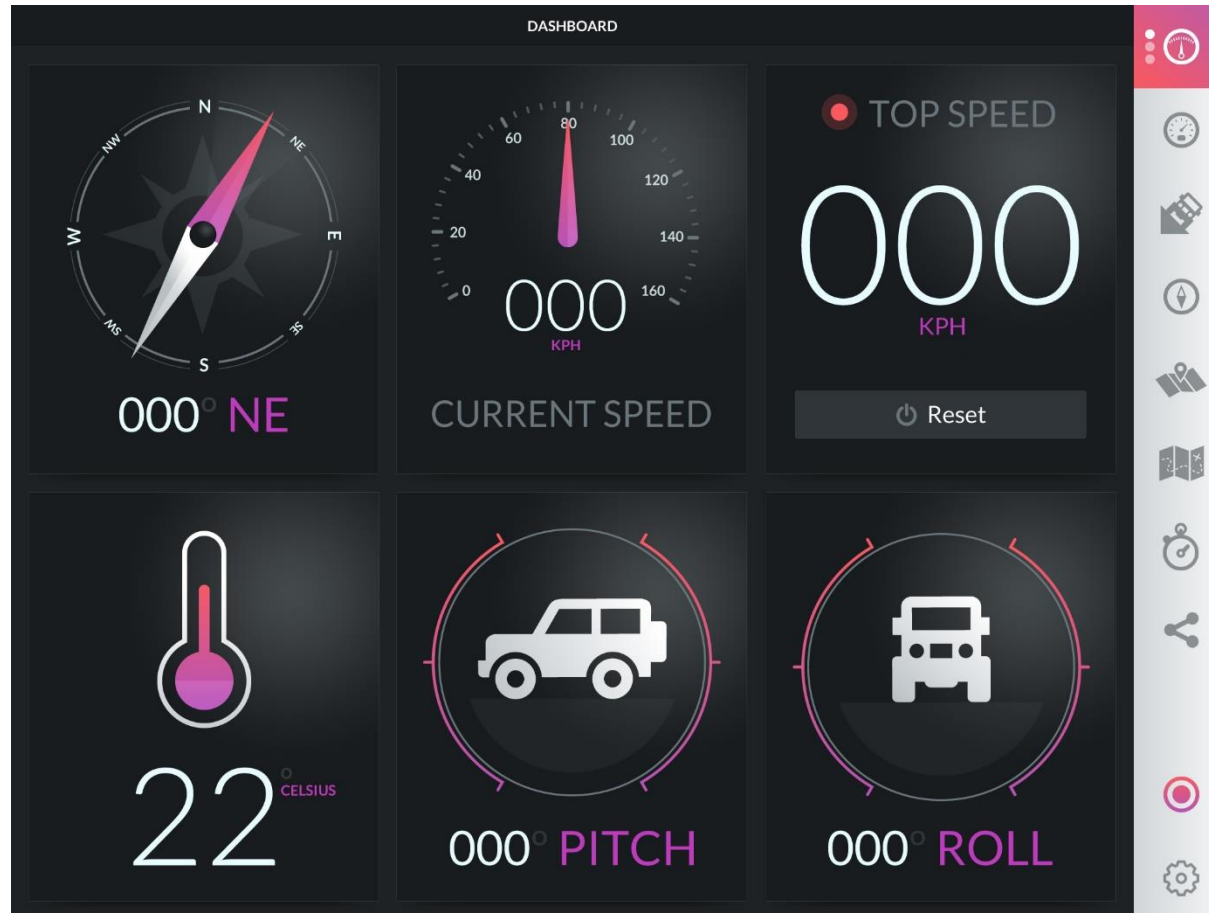 DASHBOARD
N
NE
E
SE
S
SW
W
NW
000° NE
0
20
40
60
80
100
120
140
160
000
KPH
CURRENT SPEED
TOP SPEED
000
KPH
Reset
22°
CELSIUS
000° PITCH
000° ROLL